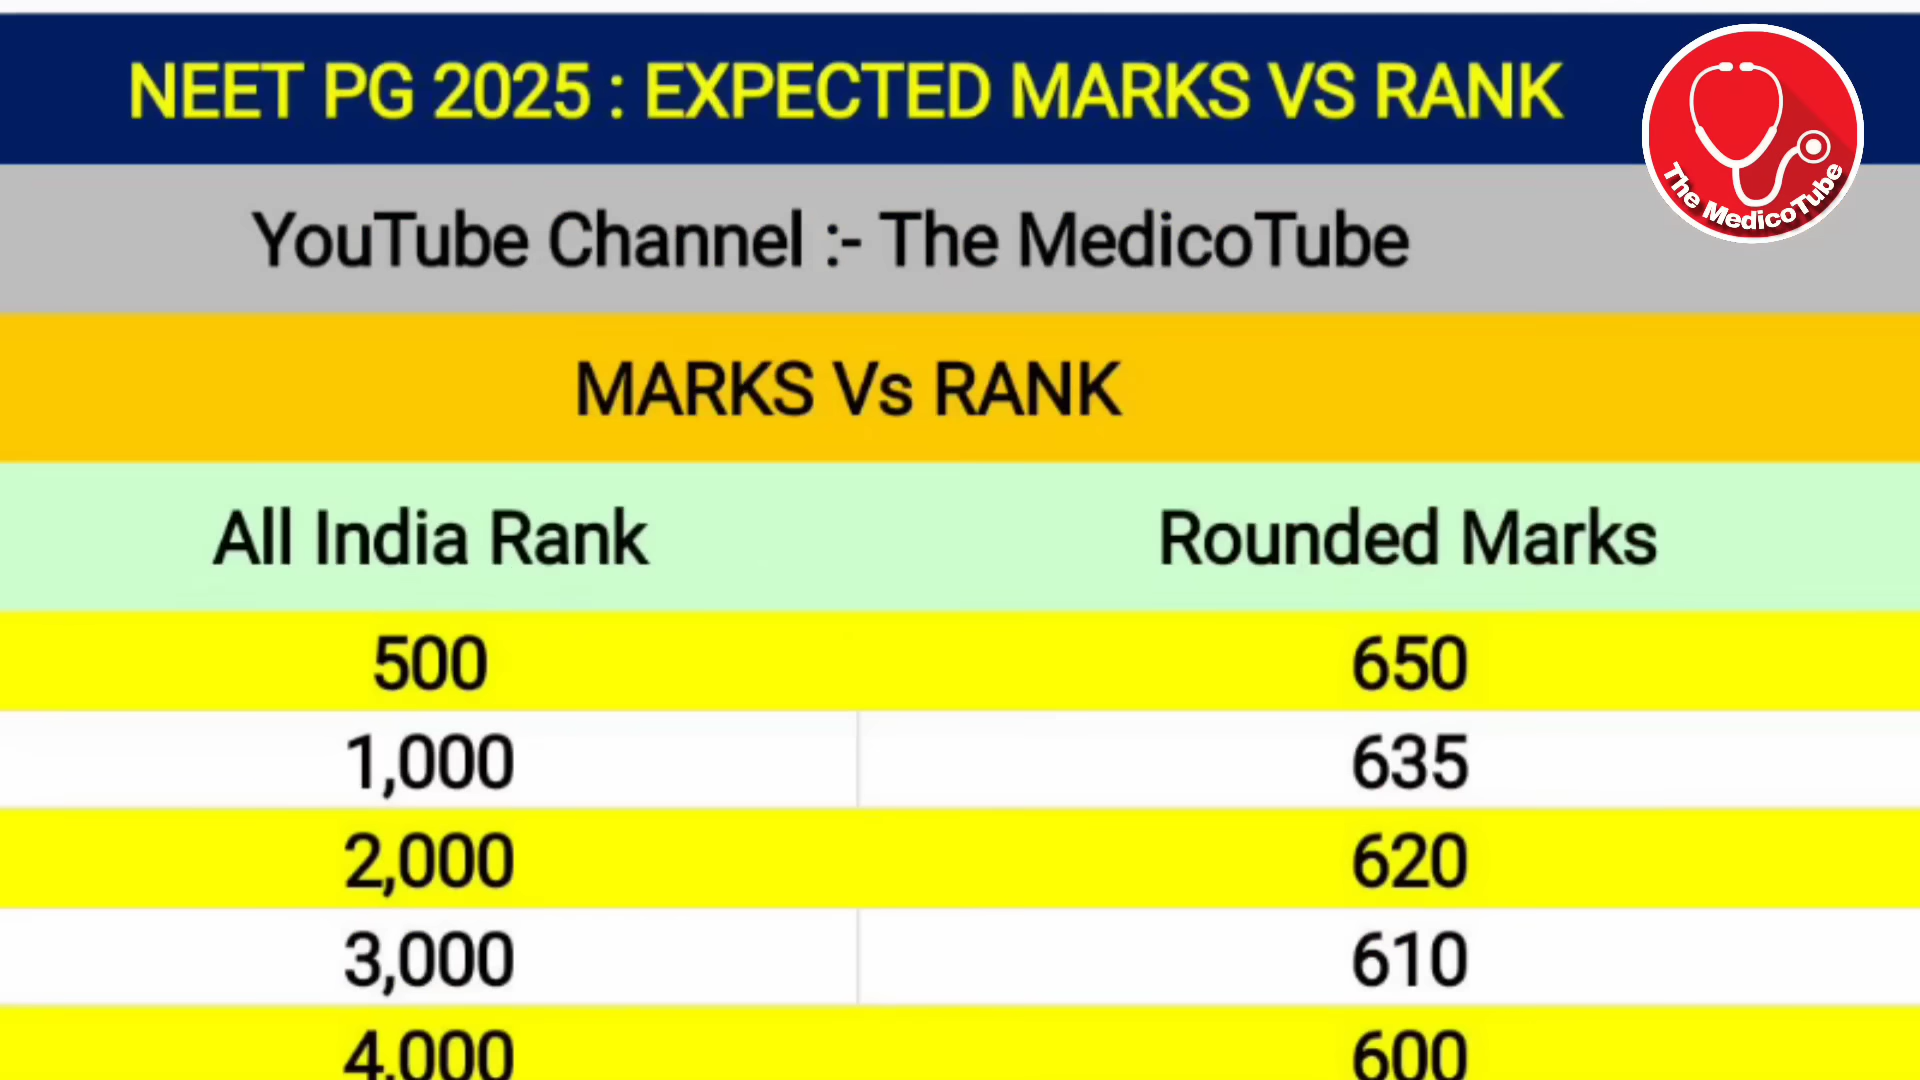 NEET PG 2025 : EXPECTED MARKS VS RANK
The MedicoTube
YouTube Channel :- The MedicoTube
MARKS Vs RANK
All India Rank Rounded Marks
500 650
1,000 635
2,000 620
3,000 610
4,000 600